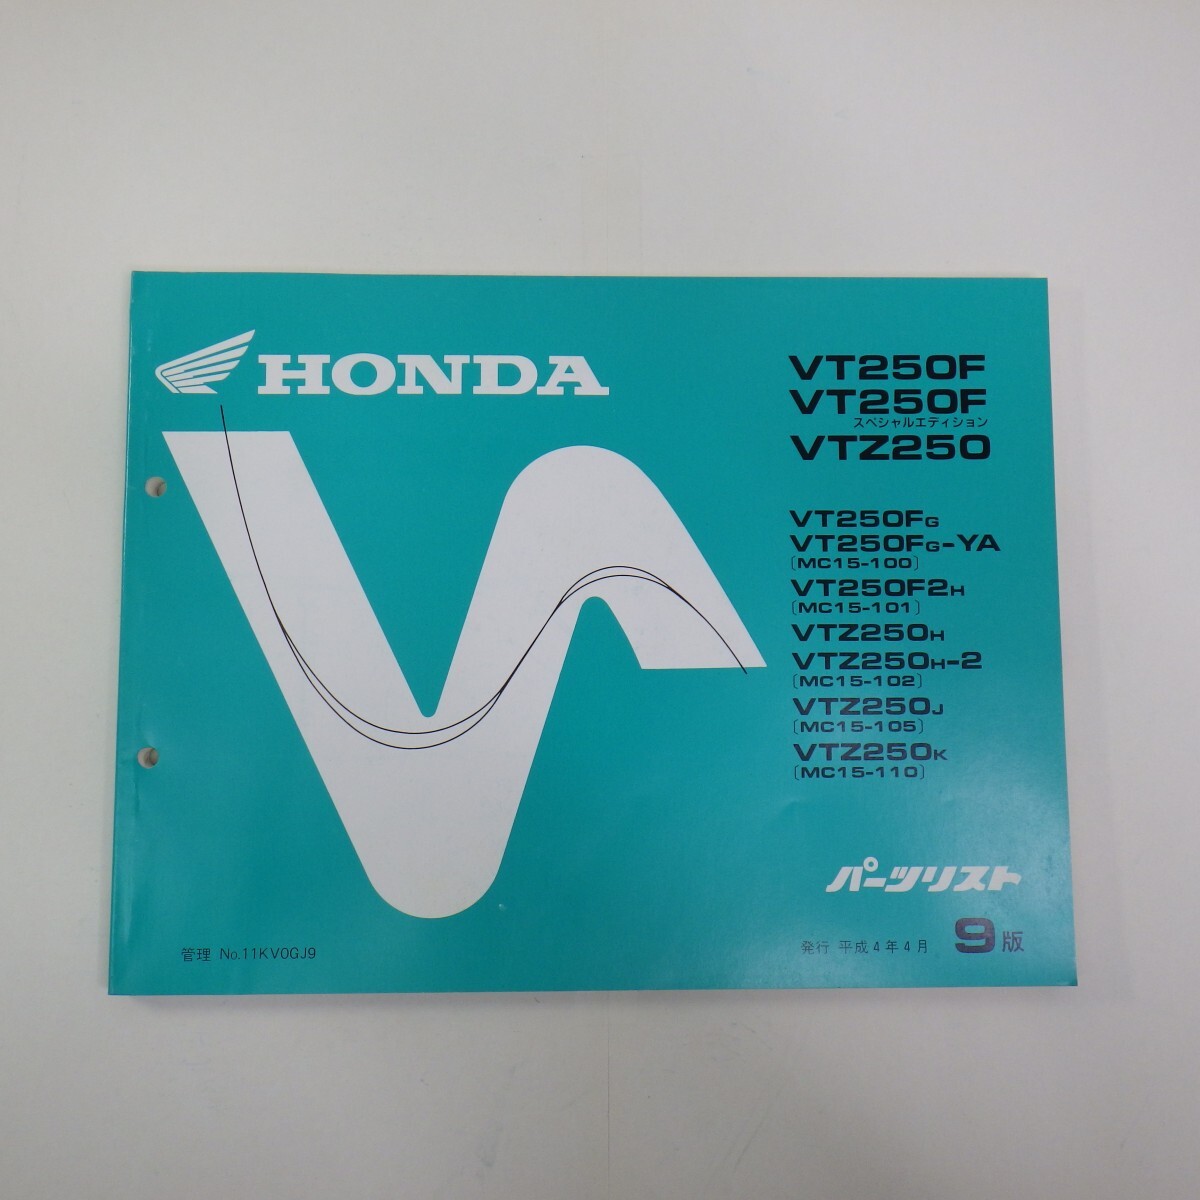 HONDA
VT250F
VT250F
スペシャルエディション
VTZ250
VT250FG
VT250FG-YA
〔MC15-100〕
VT250F2H
〔MC15-101〕
VTZ250H
VTZ250H-2
〔MC15-102〕
VTZ250J
〔MC15-105〕
VTZ250K
〔MC15-110〕
パーツリスト
管理 No.11KV0GJ9
発行 平成4年4月 9版